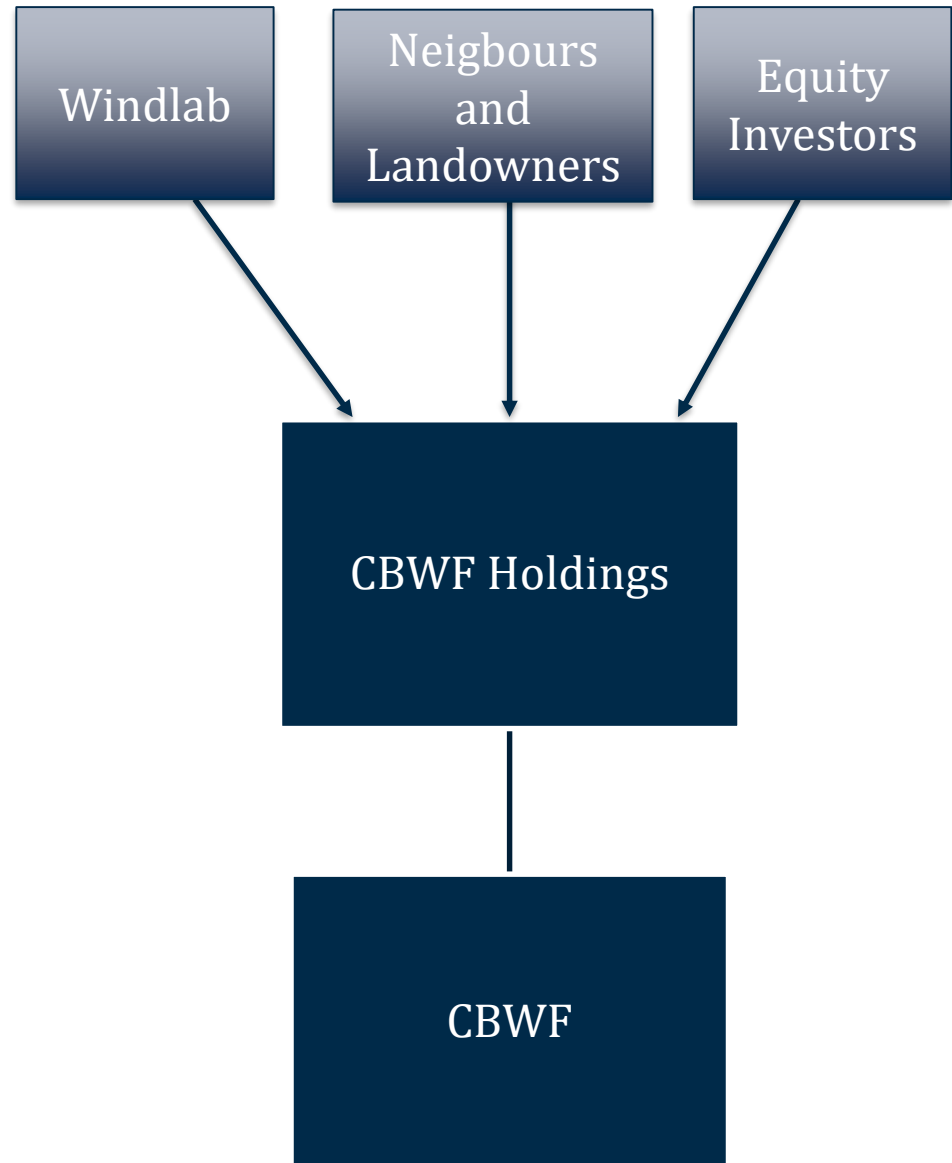 Windlab
Neigbours
and
Landowners
Equity
Investors
CBWF Holdings
CBWF